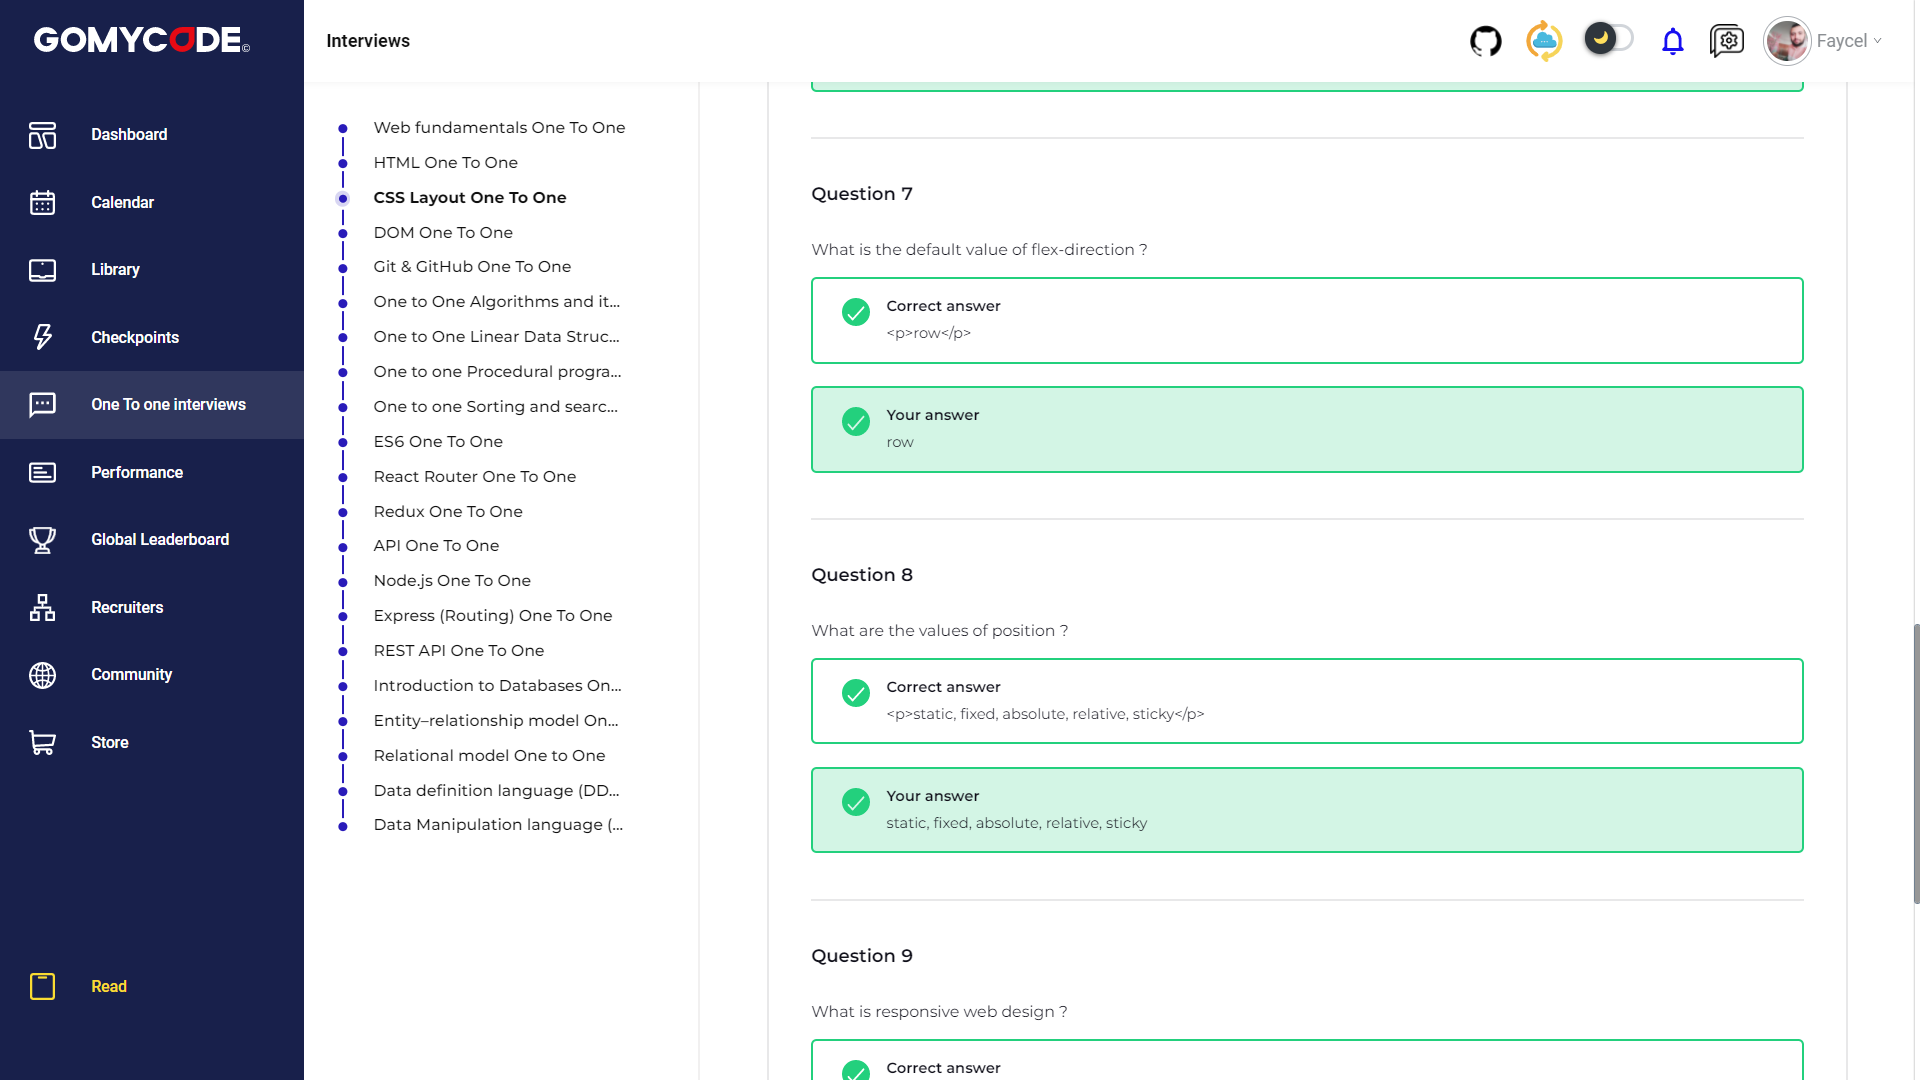 GOMYCODE©
Dashboard
Calendar
Library
Checkpoints
One To one interviews
Performance
Global Leaderboard
Recruiters
Community
Store
Read
Interviews
Faycel
Web fundamentals One To One
HTML One To One
CSS Layout One To One
DOM One To One
Git & GitHub One To One
One to One Algorithms and it...
One to One Linear Data Struc...
One to one Procedural progra...
One to one Sorting and searc...
ES6 One To One
React Router One To One
Redux One To One
API One To One
Node.js One To One
Express (Routing) One To One
REST API One To One
Introduction to Databases On...
Entity–relationship model On...
Relational model One to One
Data definition language (DD...
Data Manipulation language (...
Question 7
What is the default value of flex-direction ?
Correct answer
<p>row</p>
Your answer
row
Question 8
What are the values of position ?
Correct answer
<p>static, fixed, absolute, relative, sticky</p>
Your answer
static, fixed, absolute, relative, sticky
Question 9
What is responsive web design ?
Correct answer